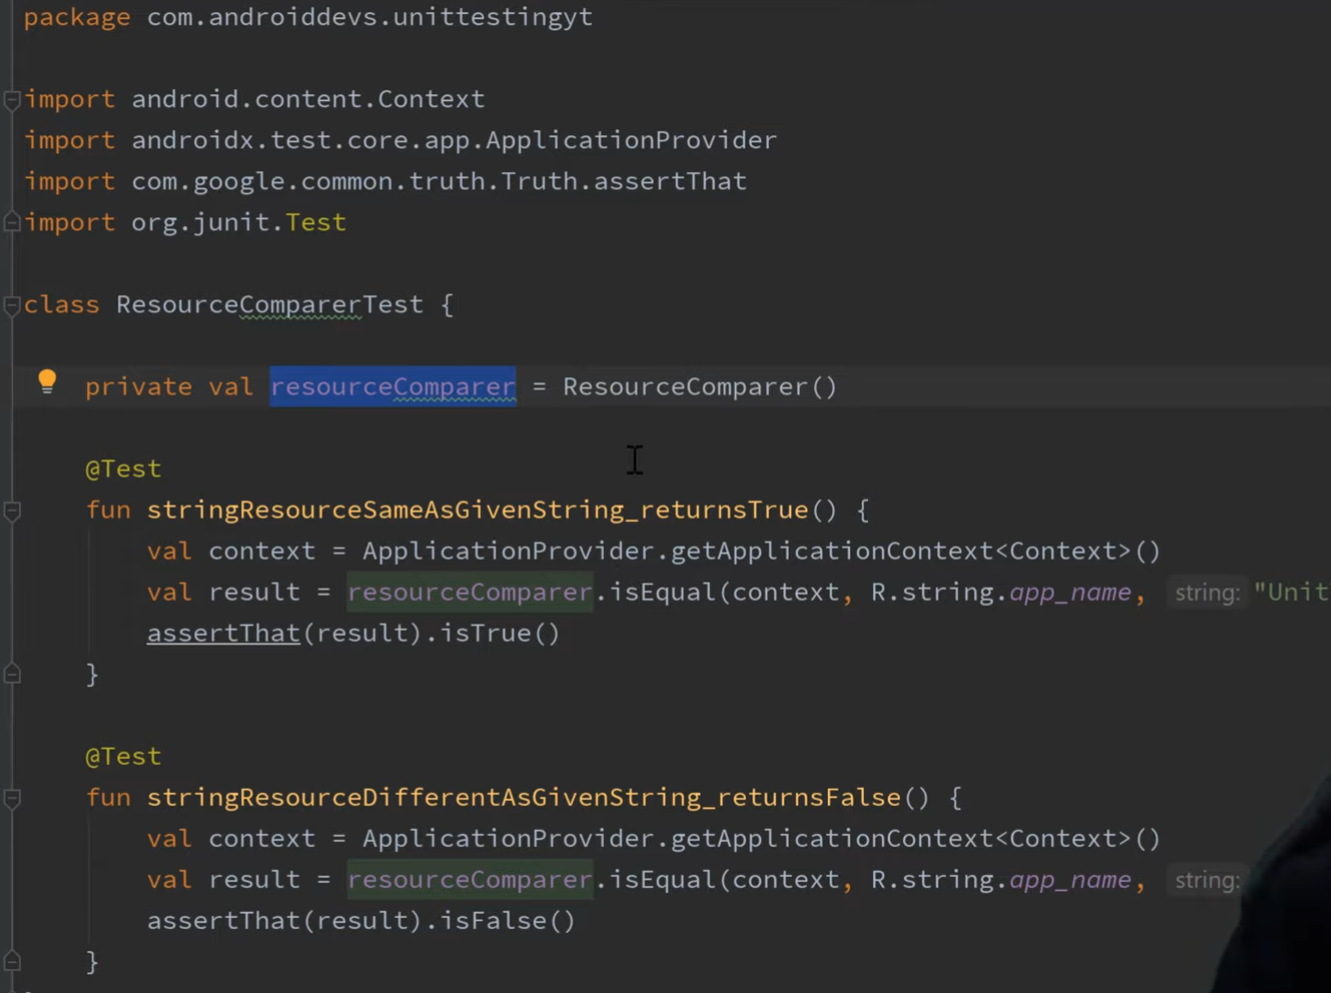 package com.androiddevs.unittestingyt
import android.content.Context
import androidx.test.core.app.ApplicationProvider
import com.google.common.truth.Truth.assertThat
import org.junit.Test
class ResourceComparerTest {
private val resourceComparer = ResourceComparer()
@Test
fun stringResourceSameAsGivenString_returnsTrue() {
val context = ApplicationProvider.getApplicationContext<Context>()
val result = resourceComparer.isEqual(context, R.string.app_name, string: "Unit
assertThat(result).isTrue()
}
@Test
fun stringResourceDifferentAsGivenString_returnsFalse() {
val context = ApplicationProvider.getApplicationContext<Context>()
val result = resourceComparer.isEqual(context, R.string.app_name, string:
assertThat(result).isFalse()
}